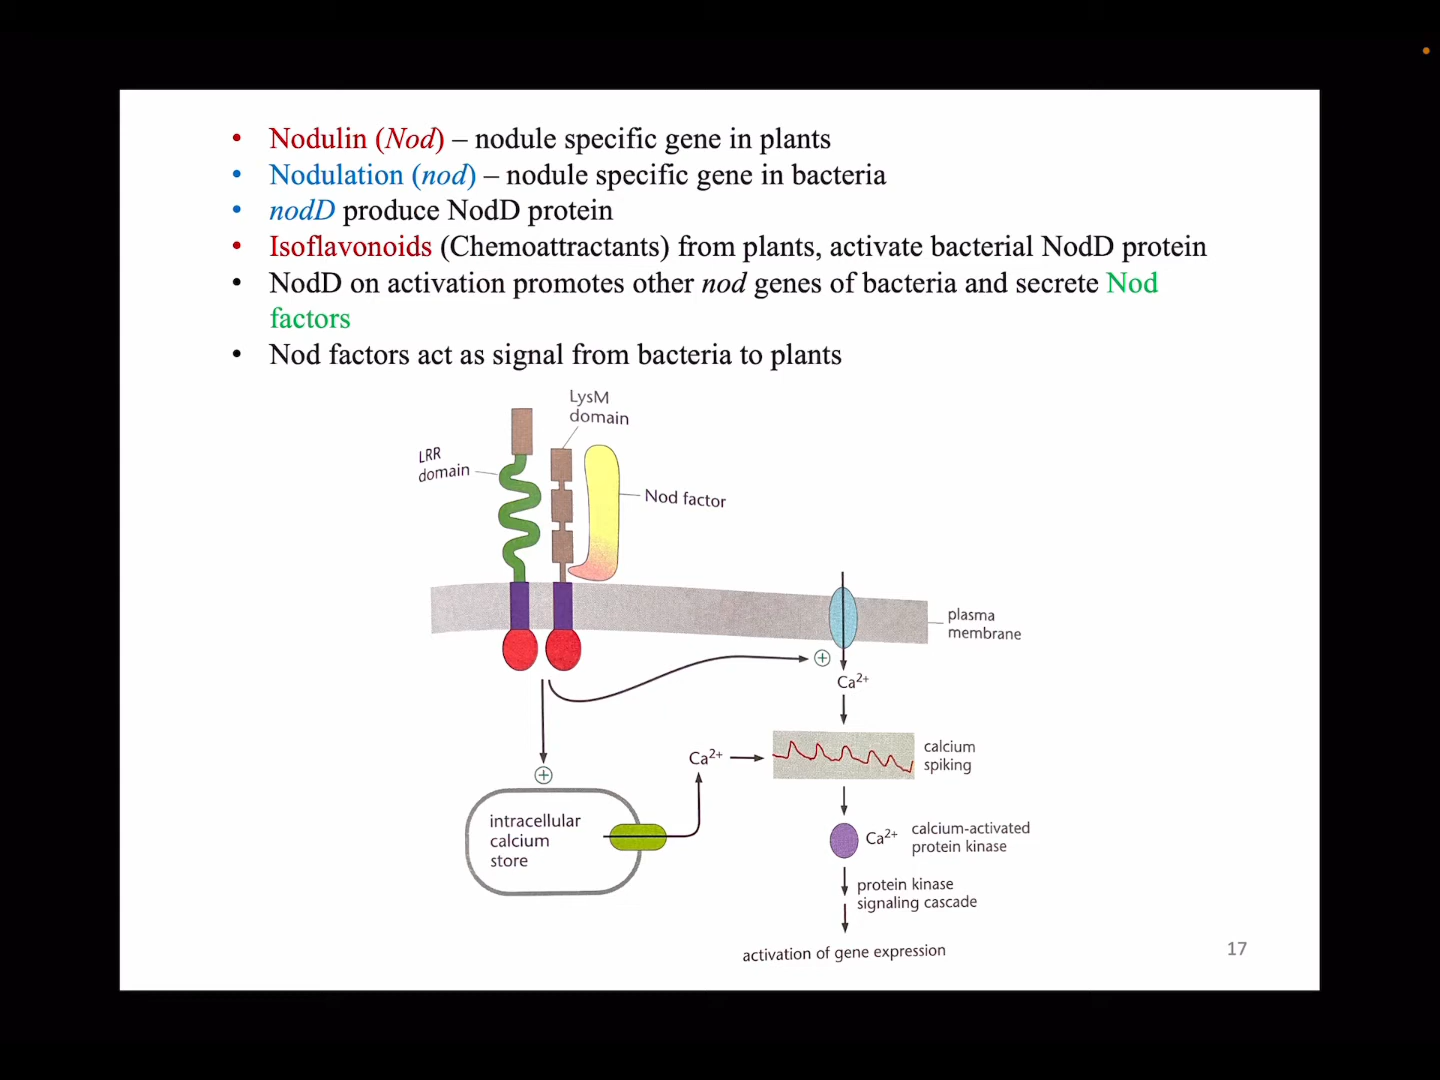 • Nodulin (Nod) – nodule specific gene in plants
• Nodulation (nod) – nodule specific gene in bacteria
• nodD produce NodD protein
• Isoflavonoids (Chemoattractants) from plants, activate bacterial NodD protein
• NodD on activation promotes other nod genes of bacteria and secrete Nod
factors
• Nod factors act as signal from bacteria to plants
LysM
domain
LRR
domain
Nod factor
plasma
membrane
+
Ca2+
calcium
spiking
Ca2+
+
intracellular
calcium
store
Ca2+
calcium-activated
protein kinase
protein kinase
signaling cascade
activation of gene expression
17